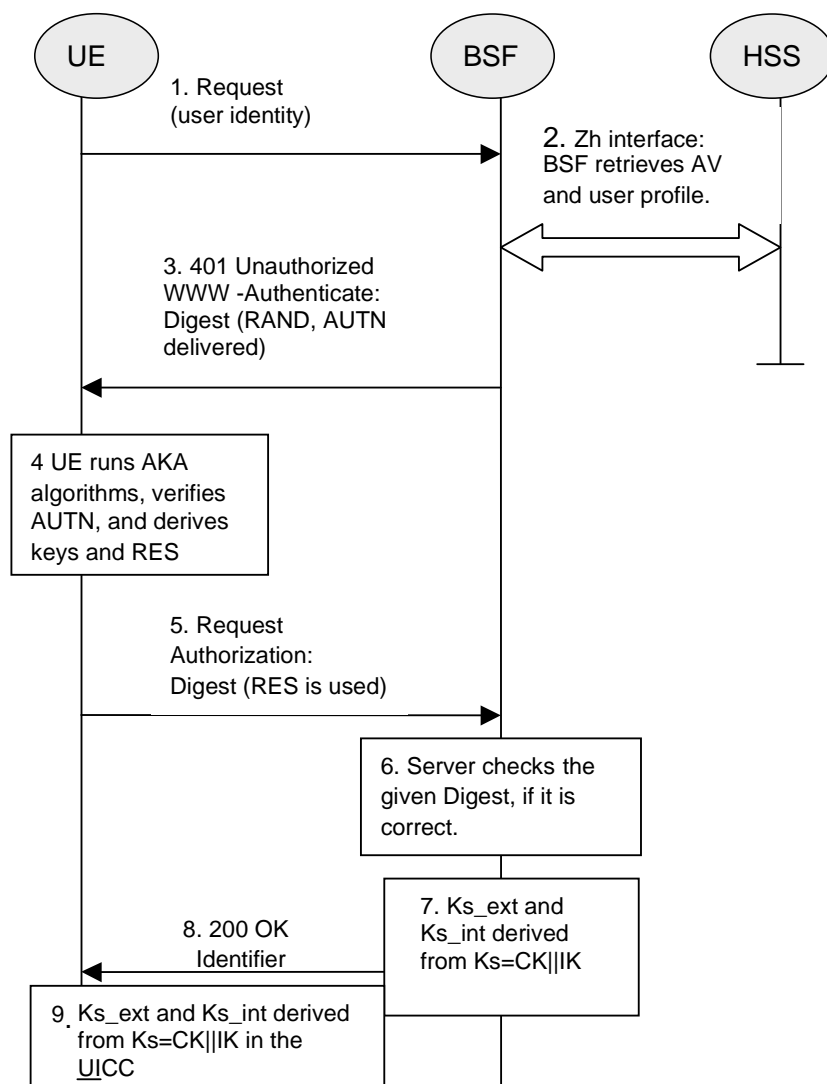 UE
BSF
HSS
1. Request
(user identity)
2. Zh interface:
BSF retrieves AV
and user profile.
3. 401 Unauthorized
WWW -Authenticate:
Digest (RAND, AUTN
delivered)
4 UE runs AKA
algorithms, verifies
AUTN, and derives
keys and RES
5. Request
Authorization:
Digest (RES is used)
6. Server checks the
given Digest, if it is
correct.
7. Ks_ext and
Ks_int derived
from Ks=CK||IK
8. 200 OK
Identifier
9. Ks_ext and Ks_int derived
from Ks=CK||IK in the
UICC